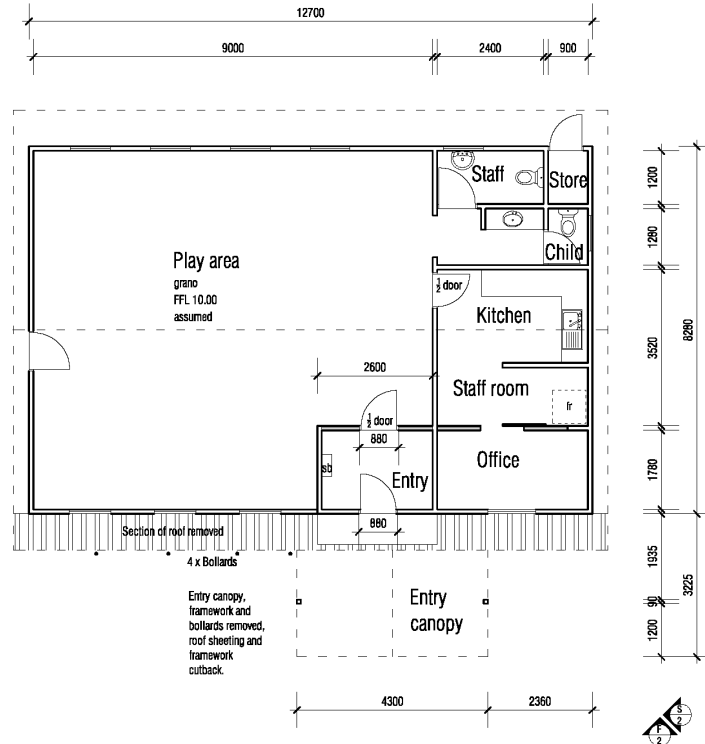 12700
9000
2400
900
Staff
Store
1200
Child
1280
Play area
grano
FFL 10.00
assumed
½ door
Kitchen
3520
8280
2600
Staff room
fr
½ door
880
sb
Entry
Office
1780
880
Section of roof removed
4 x Bollards
1935
Entry canopy,
framework and
bollards removed,
roof sheeting and
framework
cutback.
Entry
canopy
90
3225
1200
4300
2360
S
2
F
2